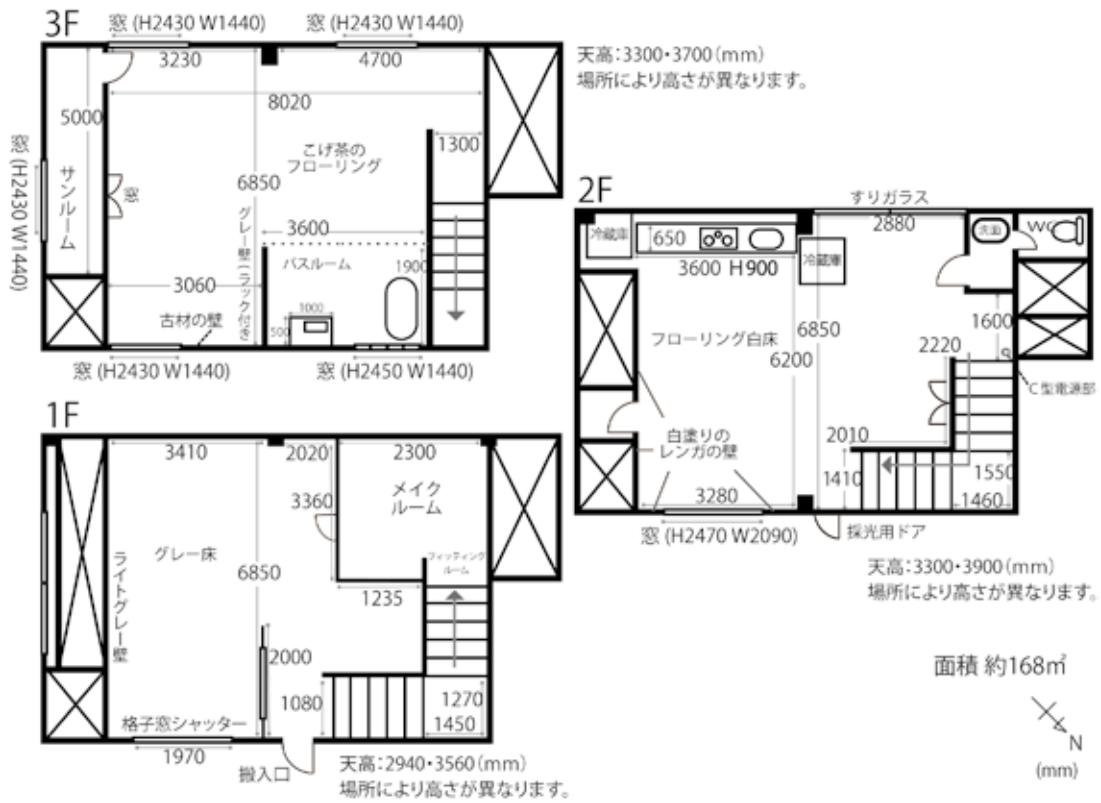 3F
窓 (H2430 W1440)
窓 (H2430 W1440)
3230
4700
8020
5000
窓 (H2430 W1440)
サンルーム
窓
こげ茶の
フローリング
1300
6850
グレー壁(ラック付き
3600
バスルーム
1900
3060
1000
500
古材の壁
窓 (H2430 W1440)
窓 (H2450 W1440)
天高:3300・3700(mm)
場所により高さが異なります。
2F
すりガラス
冷蔵庫
650
3600 H900
冷蔵庫
2880
洗面
WC
フローリング白床
6850
6200
1600
2220
C型電源部
白塗りの
レンガの壁
2010
1410
1550
1460
3280
窓 (H2470 W2090)
採光用ドア
天高:3300・3900(mm)
場所により高さが異なります。
1F
3410
2020
2300
3360
メイク
ルーム
グレー床
フィッティング
ルーム
6850
ライトグレー壁
1235
2000
1080
1270
1450
格子窓シャッター
1970
搬入口
天高:2940・3560(mm)
場所により高さが異なります。
面積 約168㎡
N
(mm)